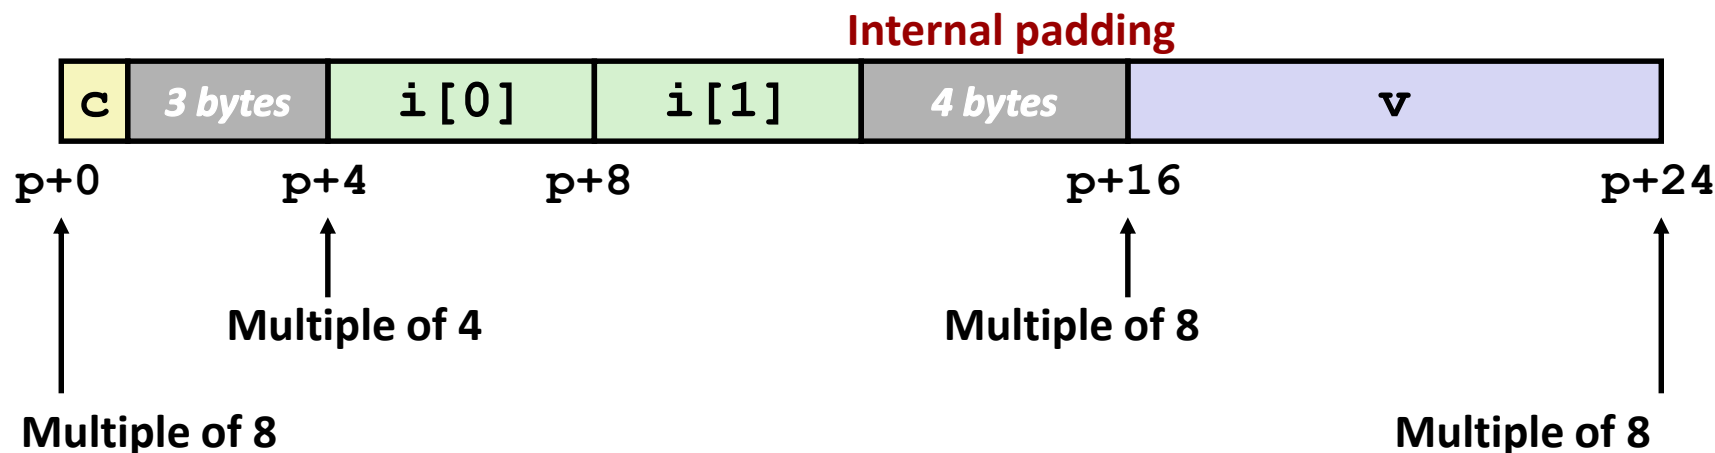 Internal padding
c 3 bytes i[0] i[1] 4 bytes v
p+0 p+4 p+8 p+16 p+24
Multiple of 4 Multiple of 8
Multiple of 8 Multiple of 8